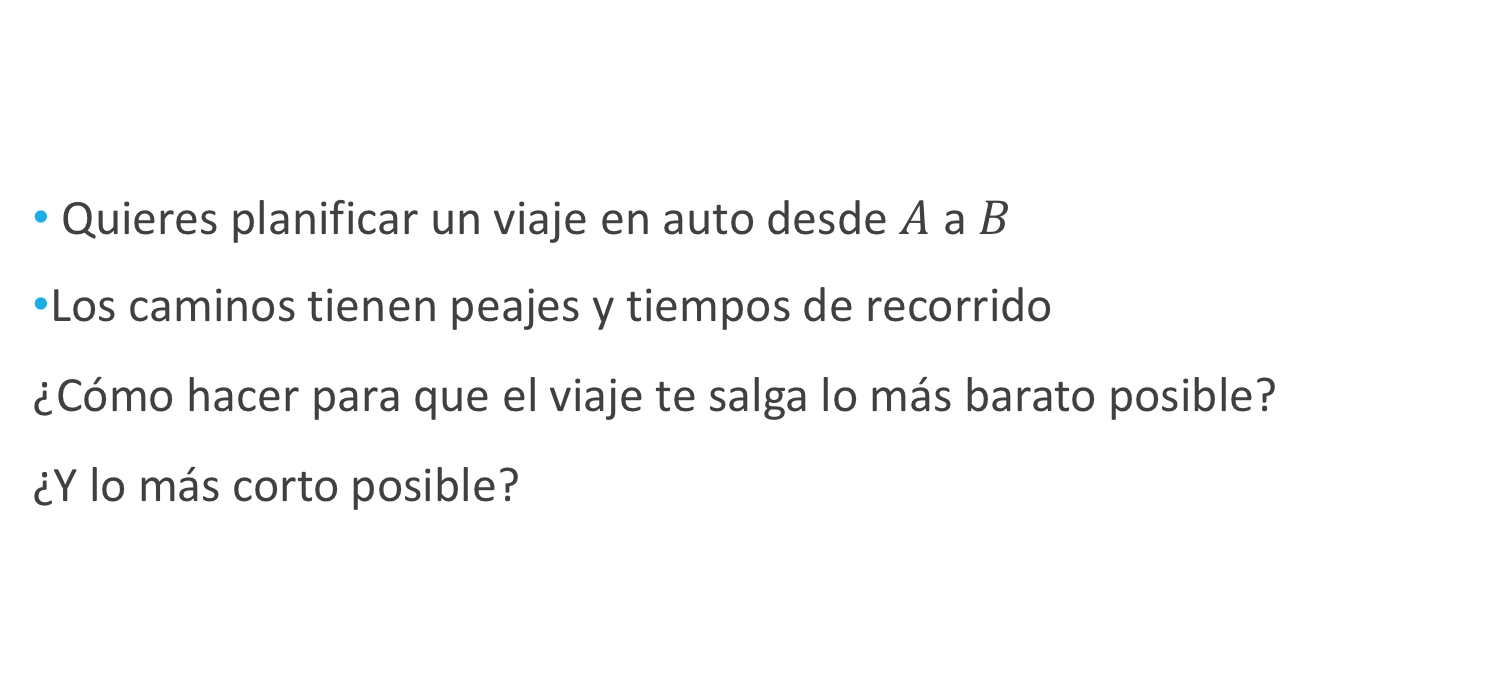 • Quieres planificar un viaje en auto desde A a B
•Los caminos tienen peajes y tiempos de recorrido
¿Cómo hacer para que el viaje te salga lo más barato posible?
¿Y lo más corto posible?